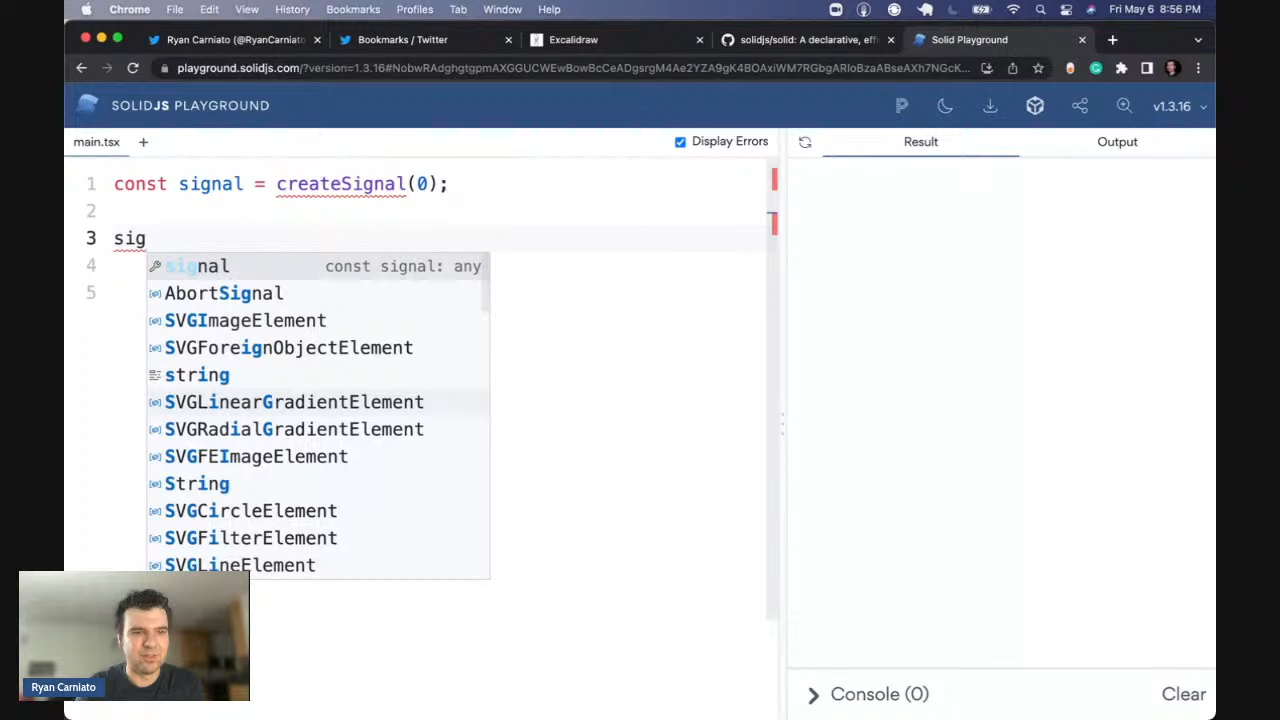 Chrome File Edit View History Bookmarks Profiles Tab Window Help Fri May 6 8:56 PM
Ryan Carniato (@RyanCarniato Bookmarks / Twitter Excalidraw solidjs/solid: A declarative, effi Solid Playground
playground.solidjs.com/?version=1.3.16#NobwRAdghgtgpmAXGGUCWEwBowBcCeADgsrgM4Ae2YZA9gK4BOAxiWM7RGbgARloBzaABseAXh7NGcK...
SOLIDJS PLAYGROUND v1.3.16
main.tsx + Display Errors Result Output
1 const signal = createSignal(0);
2
3 sig
4 signal const signal: any
5 AbortSignal
SVGImageElement
SVGForeignObjectElement
string
SVGLinearGradientElement
SVGRadialGradientElement
SVGFEImageElement
String
SVGCircleElement
SVGFilterElement
SVGLineElement
Ryan Carniato
Console (0) Clear